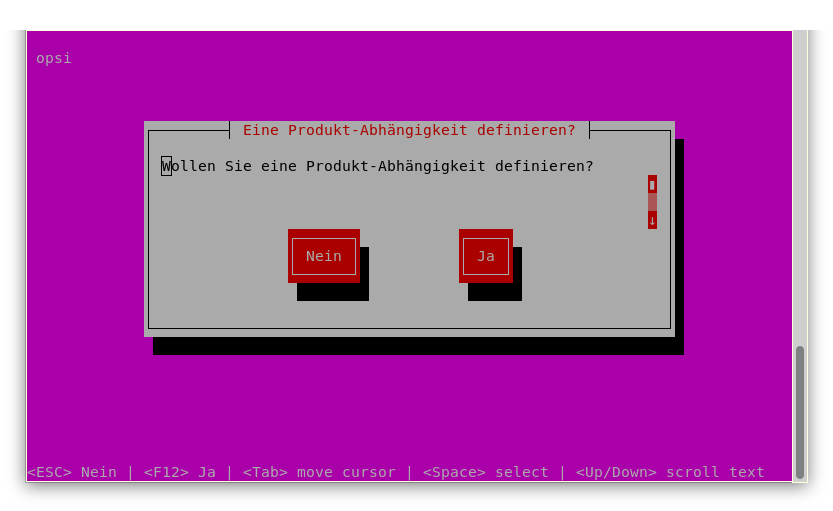 opsi
Eine Produkt-Abhängigkeit definieren?
Wollen Sie eine Produkt-Abhängigkeit definieren?
↓
Nein Ja
<ESC> Nein | <F12> Ja | <Tab> move cursor | <Space> select | <Up/Down> scroll text